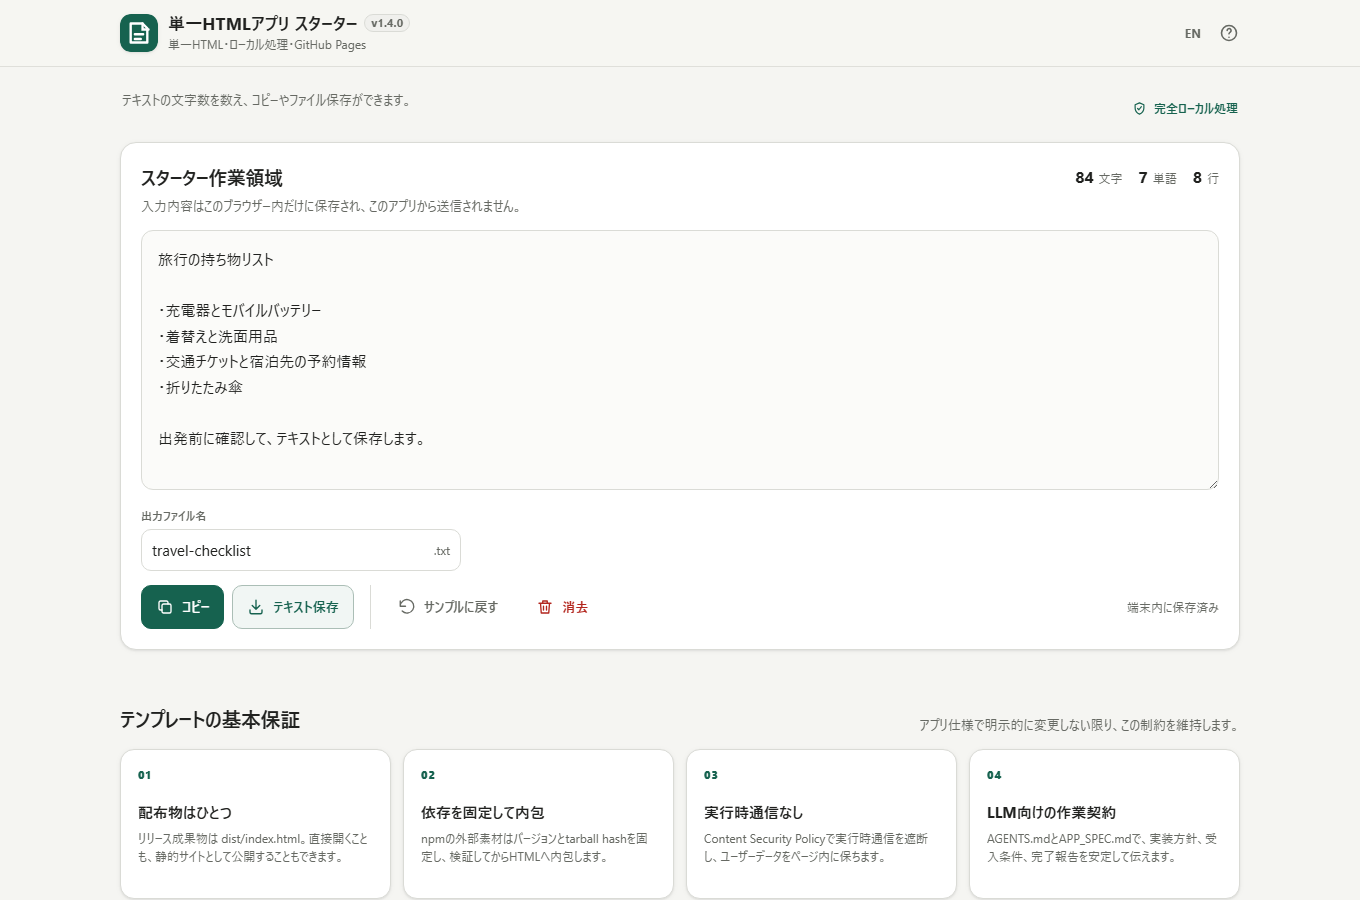 単一HTMLアプリ スターター v1.4.0
単一HTML・ローカル処理・GitHub Pages
EN
テキストの文字数を数え、コピーやファイル保存ができます。
完全ローカル処理
スターター作業領域
84 文字 7 単語 8 行
入力内容はこのブラウザー内だけに保存され、このアプリから送信されません。
旅行の持ち物リスト
・充電器とモバイルバッテリー
・着替えと洗面用品
・交通チケットと宿泊先の予約情報
・折りたたみ傘
出発前に確認して、テキストとして保存します。
出力ファイル名
travel-checklist .txt
コピー テキスト保存 サンプルに戻す 消去 端末内に保存済み
テンプレートの基本保証
アプリ仕様で明示的に変更しない限り、この制約を維持します。
01
配布物はひとつ
リリース成果物は dist/index.html。直接開くこと
も、静的サイトとして公開することもできます。
02
依存を固定して内包
npmの外部素材はバージョンとtarball hashを固
定し、検証してからHTMLへ内包します。
03
実行時通信なし
Content Security Policyで実行時通信を遮断
し、ユーザーデータをページ内に保ちます。
04
LLM向けの作業契約
AGENTS.mdとAPP_SPEC.mdで、実装方針、受
入条件、完了報告を安定して伝えます。